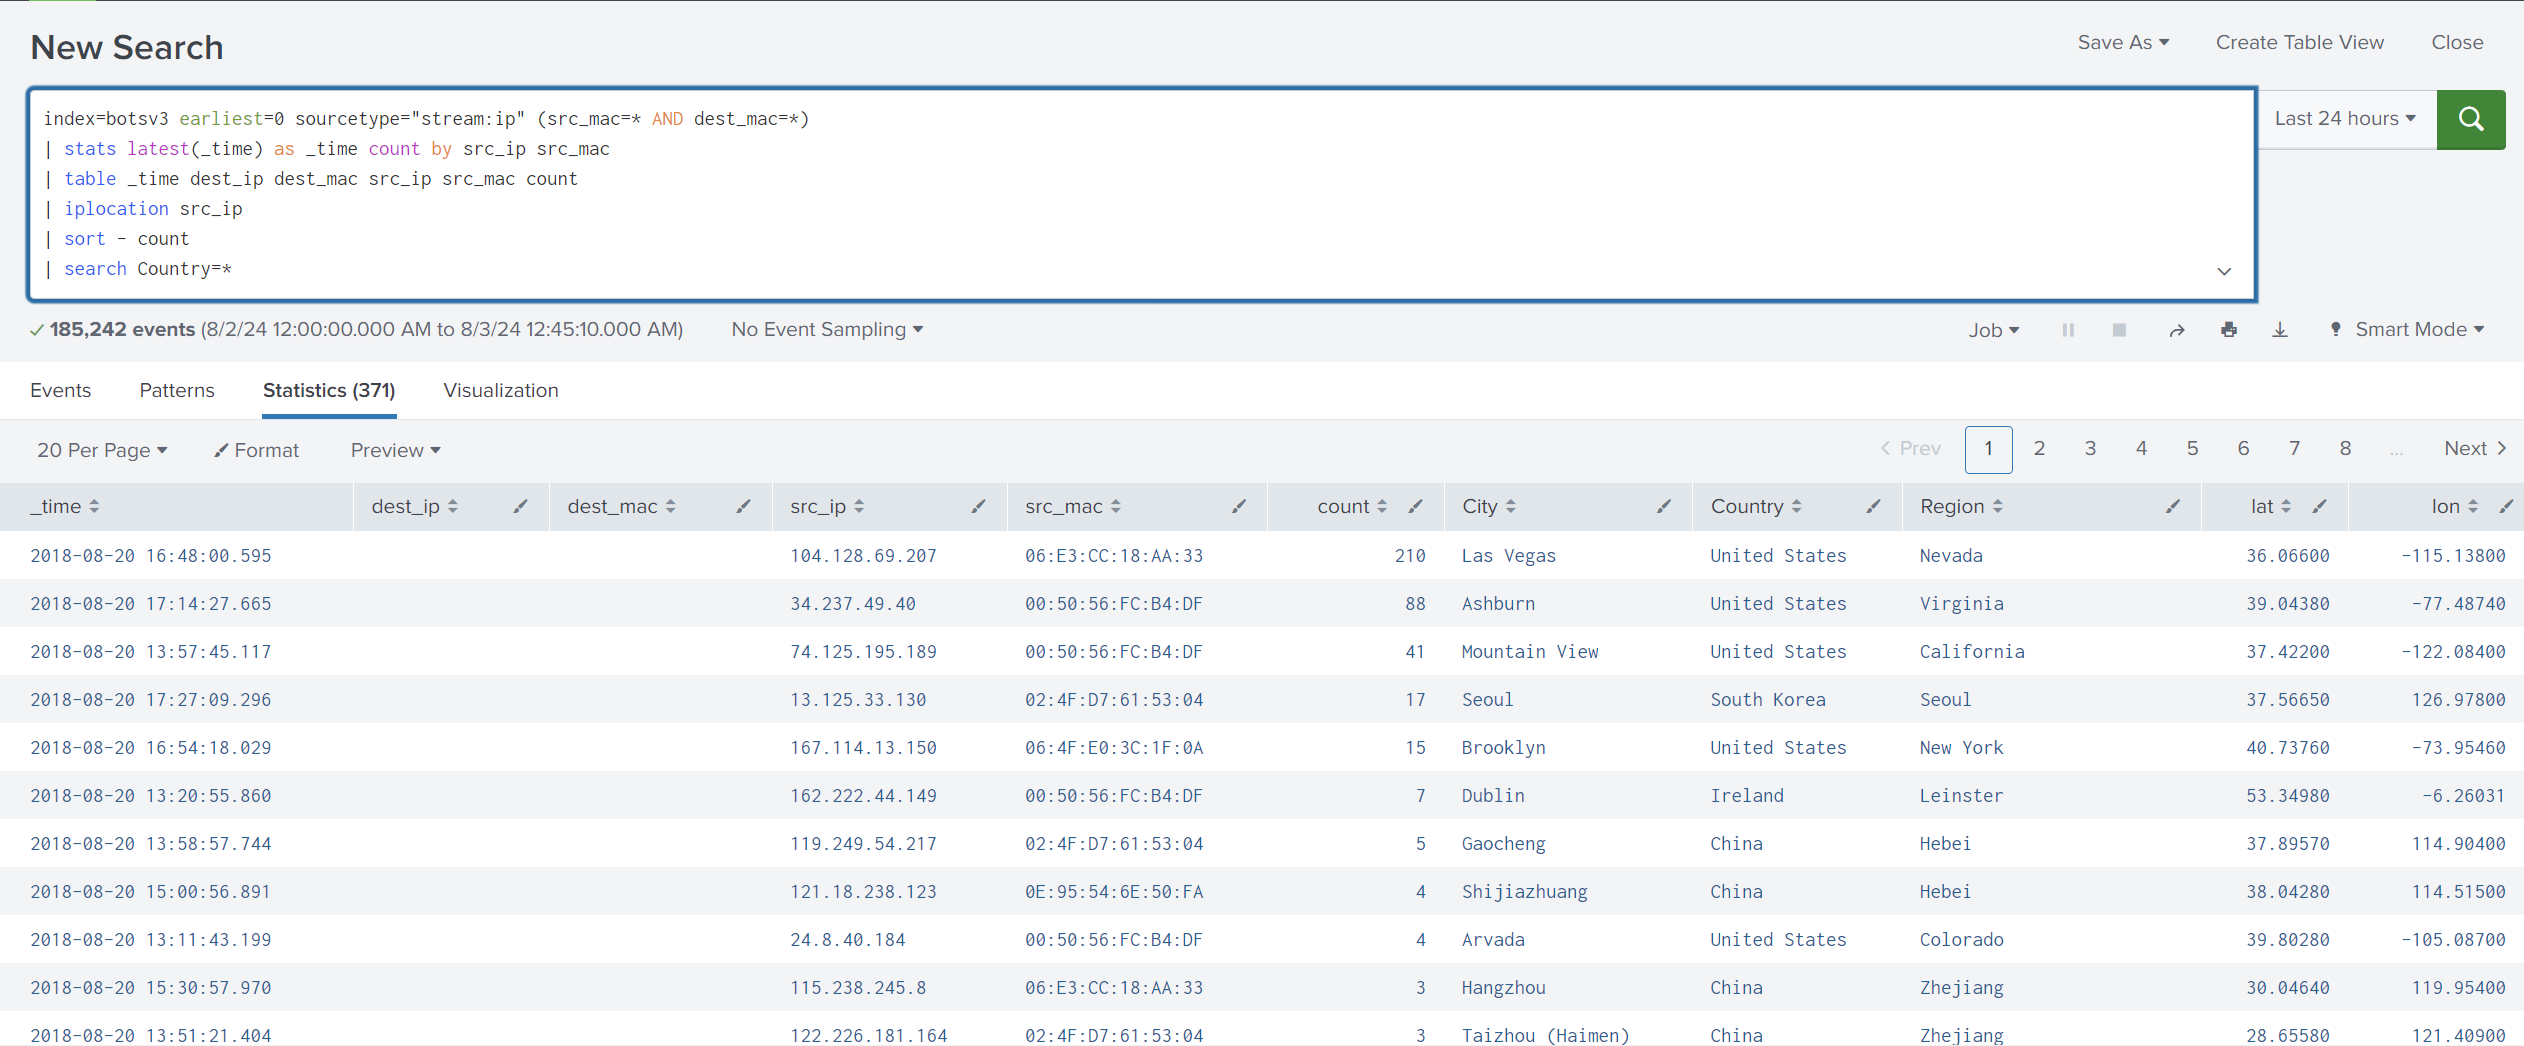 New Search
Save As Create Table View Close
index=botsv3 earliest=0 sourcetype="stream:ip" (src_mac=* AND dest_mac=*)
| stats latest(_time) as _time count by src_ip src_mac
| table _time dest_ip dest_mac src_ip src_mac count
| iplocation src_ip
| sort - count
| search Country=*
Last 24 hours
185,242 events (8/2/24 12:00:00.000 AM to 8/3/24 12:45:10.000 AM) No Event Sampling
Job Smart Mode
Events Patterns Statistics (371) Visualization
20 Per Page Format Preview
Prev 1 2 3 4 5 6 7 8 ... Next
_time dest_ip dest_mac src_ip src_mac count City Country Region lat lon
2018-08-20 16:48:00.595 104.128.69.207 06:E3:CC:18:AA:33 210 Las Vegas United States Nevada 36.06600 -115.13800
2018-08-20 17:14:27.665 34.237.49.40 00:50:56:FC:B4:DF 88 Ashburn United States Virginia 39.04380 -77.48740
2018-08-20 13:57:45.117 74.125.195.189 00:50:56:FC:B4:DF 41 Mountain View United States California 37.42200 -122.08400
2018-08-20 17:27:09.296 13.125.33.130 02:4F:D7:61:53:04 17 Seoul South Korea Seoul 37.56650 126.97800
2018-08-20 16:54:18.029 167.114.13.150 06:4F:E0:3C:1F:0A 15 Brooklyn United States New York 40.73760 -73.95460
2018-08-20 13:20:55.860 162.222.44.149 00:50:56:FC:B4:DF 7 Dublin Ireland Leinster 53.34980 -6.26031
2018-08-20 13:58:57.744 119.249.54.217 02:4F:D7:61:53:04 5 Gaocheng China Hebei 37.89570 114.90400
2018-08-20 15:00:56.891 121.18.238.123 0E:95:54:6E:50:FA 4 Shijiazhuang China Hebei 38.04280 114.51500
2018-08-20 13:11:43.199 24.8.40.184 00:50:56:FC:B4:DF 4 Arvada United States Colorado 39.80280 -105.08700
2018-08-20 15:30:57.970 115.238.245.8 06:E3:CC:18:AA:33 3 Hangzhou China Zhejiang 30.04640 119.95400
2018-08-20 13:51:21.404 122.226.181.164 02:4F:D7:61:53:04 3 Taizhou (Haimen) China Zhejiang 28.65580 121.40900